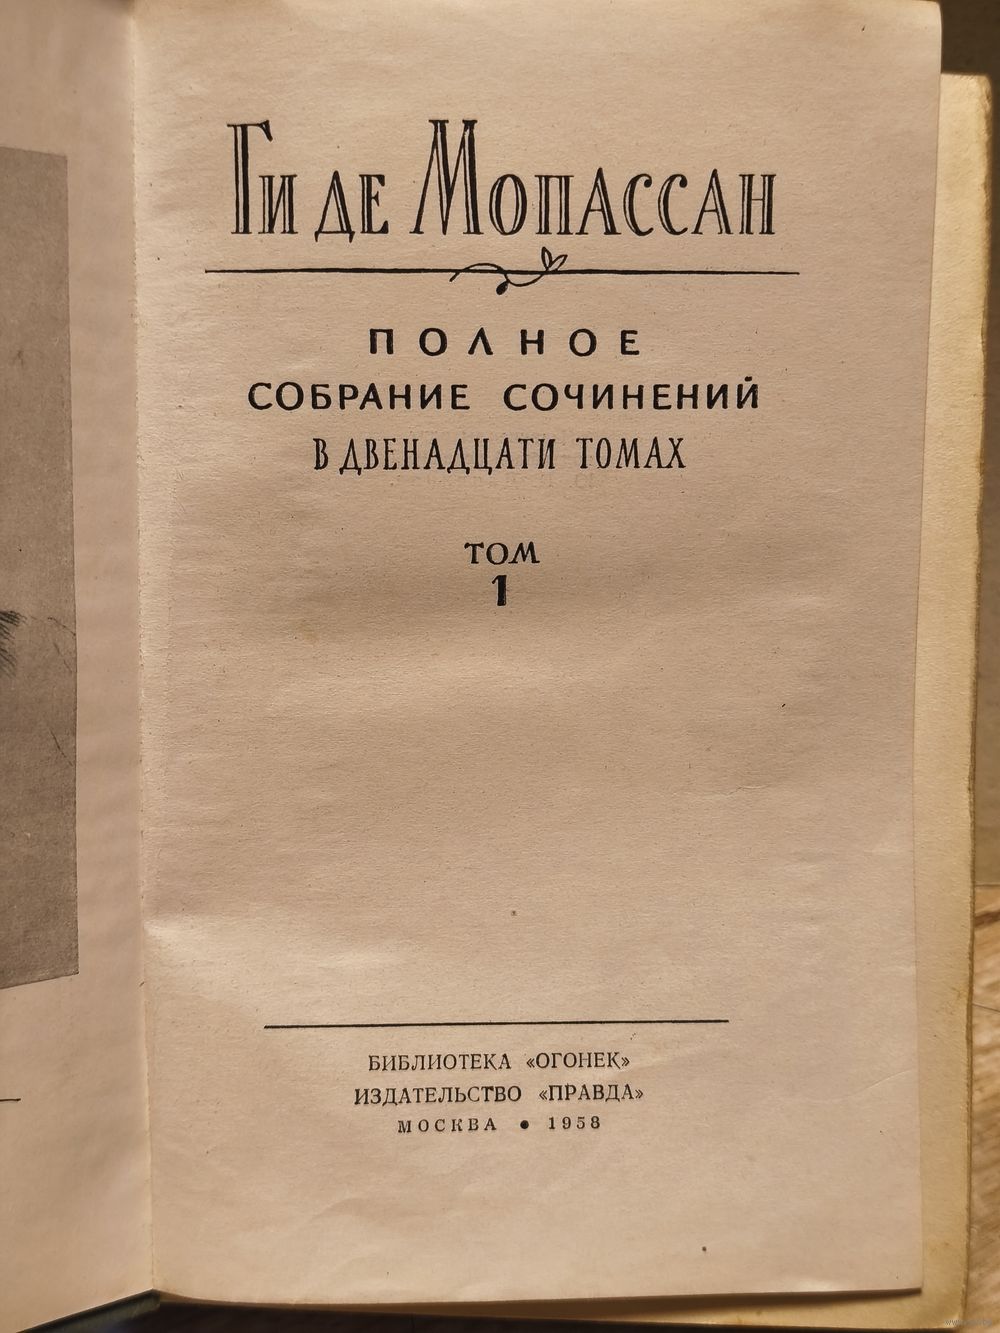 Ги де Мопассан
ПОЛНОЕ
СОБРАНИЕ СОЧИНЕНИЙ
В ДВЕНАДЦАТИ ТОМАХ
ТОМ
1
БИБЛИОТЕКА «ОГОНЕК»
ИЗДАТЕЛЬСТВО «ПРАВДА»
МОСКВА • 1958